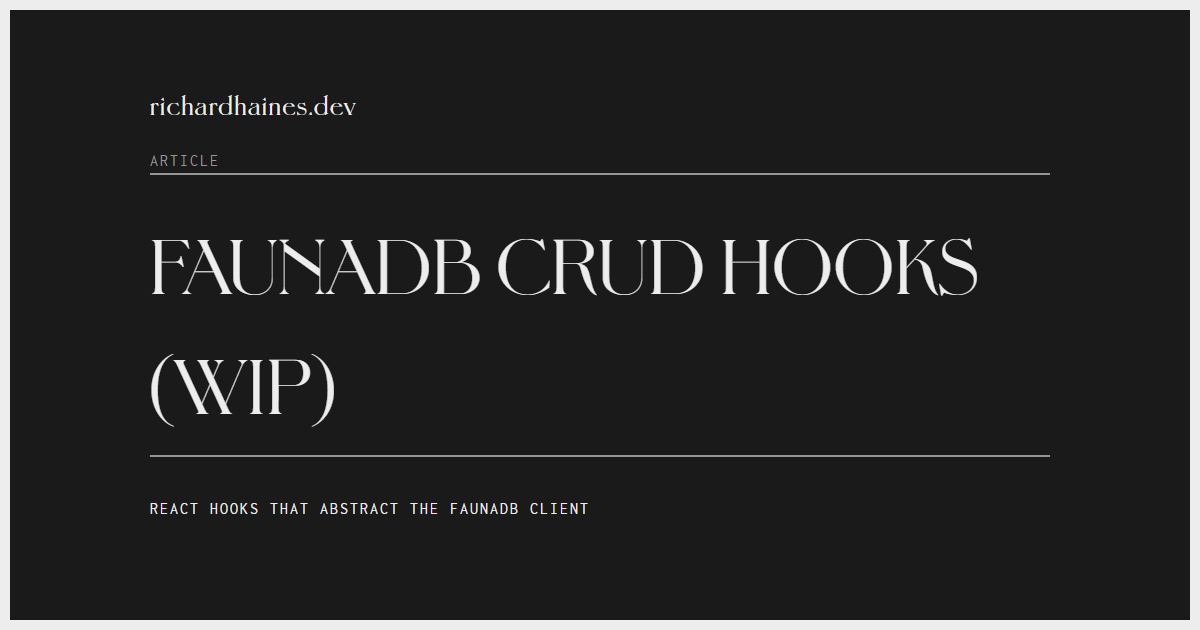 richardhaines.dev
ARTICLE
FAUNADB CRUD HOOKS
(WIP)
REACT HOOKS THAT ABSTRACT THE FAUNADB CLIENT